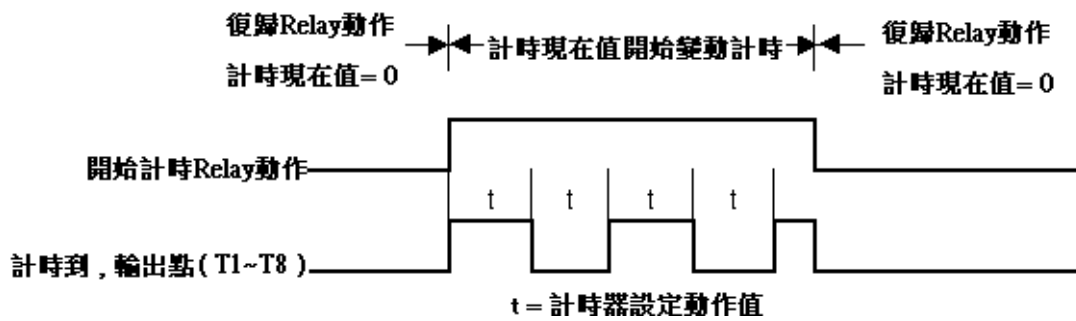 復歸Relay動作
計時現在值= 0
計時現在值開始變動計時
復歸Relay動作
計時現在值= 0
開始計時Relay動作
t t t t
計時到 , 輸出點( T1~T8 )
t = 計時器設定動作值